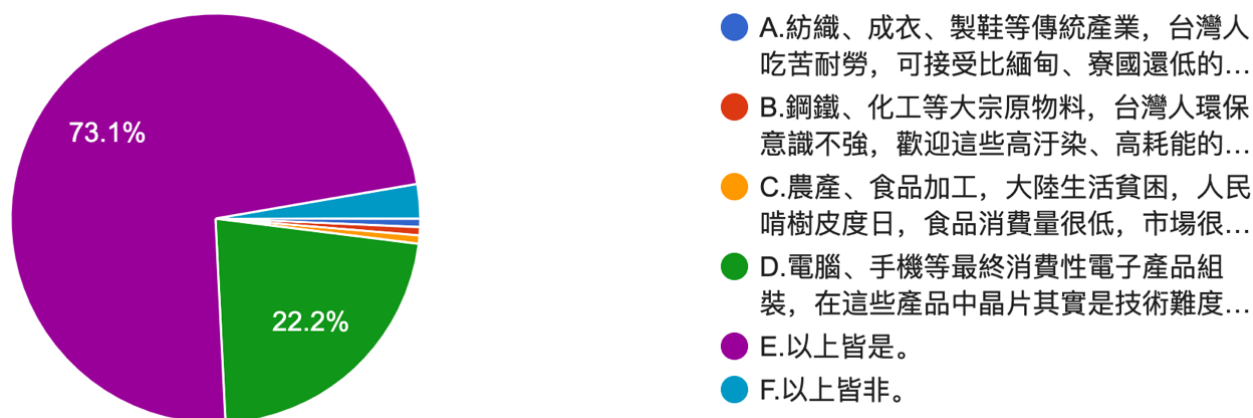 73.1%
22.2%
A.紡織、成衣、製鞋等傳統產業，台灣人
吃苦耐勞，可接受比緬甸、寮國還低的…
B.鋼鐵、化工等大宗原物料，台灣人環保
意識不強，歡迎這些高汙染、高耗能的…
C.農產、食品加工，大陸生活貧困，人民
啃樹皮度日，食品消費量很低，市場很…
D.電腦、手機等最終消費性電子產品組
裝，在這些產品中晶片其實是技術難度…
E.以上皆是。
F.以上皆非。